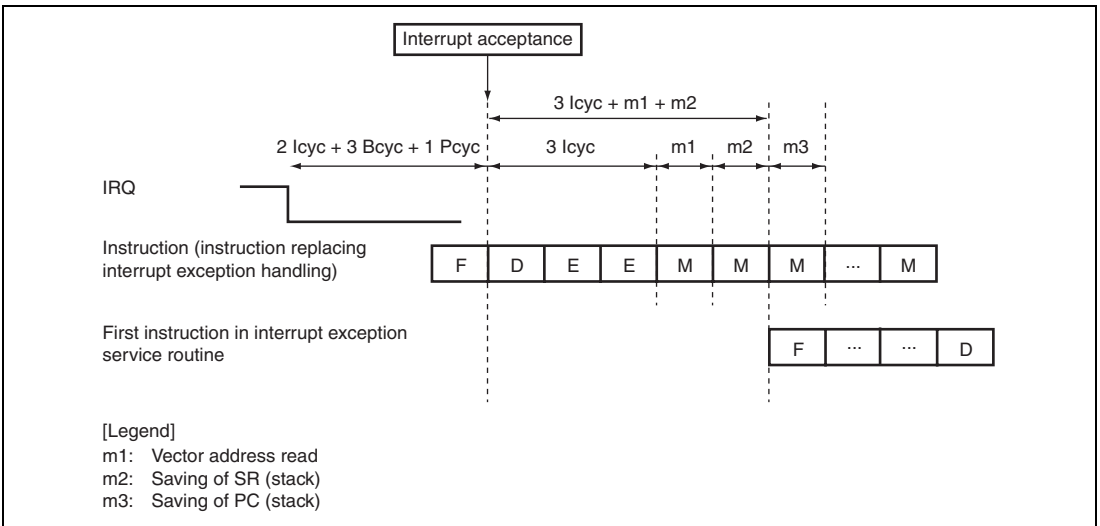 Interrupt acceptance
3 Icyc + m1 + m2
2 Icyc + 3 Bcyc + 1 Pcyc 3 Icyc m1 m2 m3
IRQ
Instruction (instruction replacing
interrupt exception handling)
F D E E M M M ... M
First instruction in interrupt exception
service routine
F ... ... D
[Legend]
m1: Vector address read
m2: Saving of SR (stack)
m3: Saving of PC (stack)